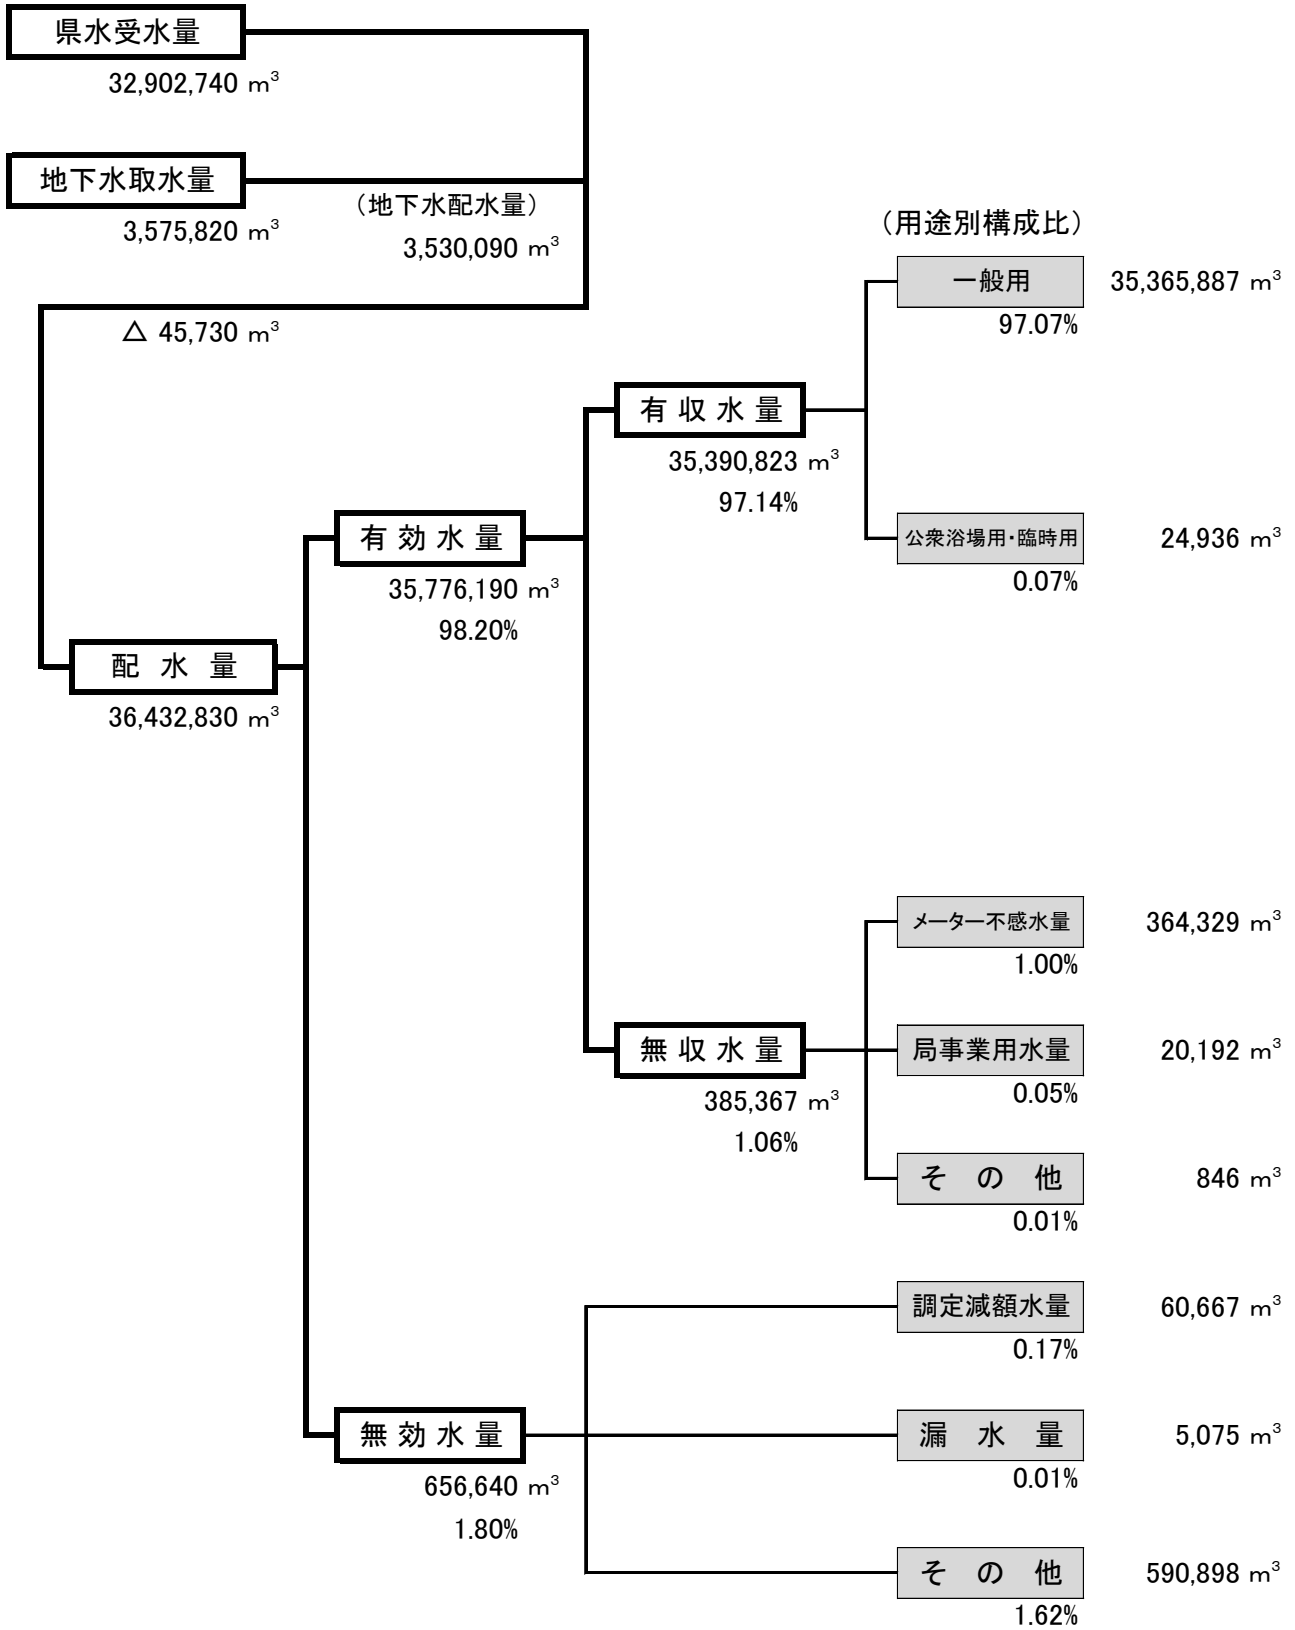 県水受水量
32,902,740 m³
地下水取水量
3,575,820 m³
（地下水配水量）
3,530,090 m³
△ 45,730 m³
（用途別構成比）
一般用 35,365,887 m³
97.07%
有収水量
35,390,823 m³
97.14%
公衆浴場用・臨時用 24,936 m³
0.07%
有効水量
35,776,190 m³
98.20%
配水量
36,432,830 m³
メーター不感水量 364,329 m³
1.00%
無収水量
385,367 m³
1.06%
局事業用水量 20,192 m³
0.05%
その他 846 m³
0.01%
調定減額水量 60,667 m³
0.17%
無効水量
656,640 m³
1.80%
漏水量 5,075 m³
0.01%
その他 590,898 m³
1.62%